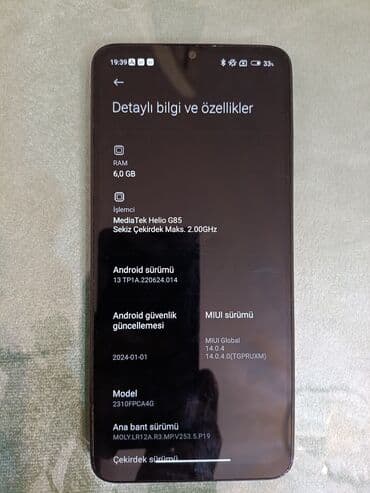 19:39
33%
Detaylı bilgi ve özellikler
RAM
6,0 GB
İşlemci
MediaTek Helio G85
Sekiz Çekirdek Maks. 2.00GHz
Android sürümü
13 TP1A.220624.014
Android güvenlik
güncellemesi
2024-01-01
MIUI sürümü
MIUI Global
14.0.4
14.0.4.0(TGPRUXM)
Model
2310FPCA4G
Ana bant sürümü
MOLY.LR12A.R3.MP.V253.5.P19
Çekirdek sürümü